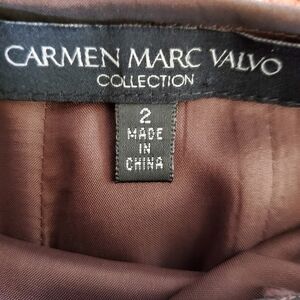 CARMEN MARC VALVO
COLLECTION
2
MADE
IN
CHINA